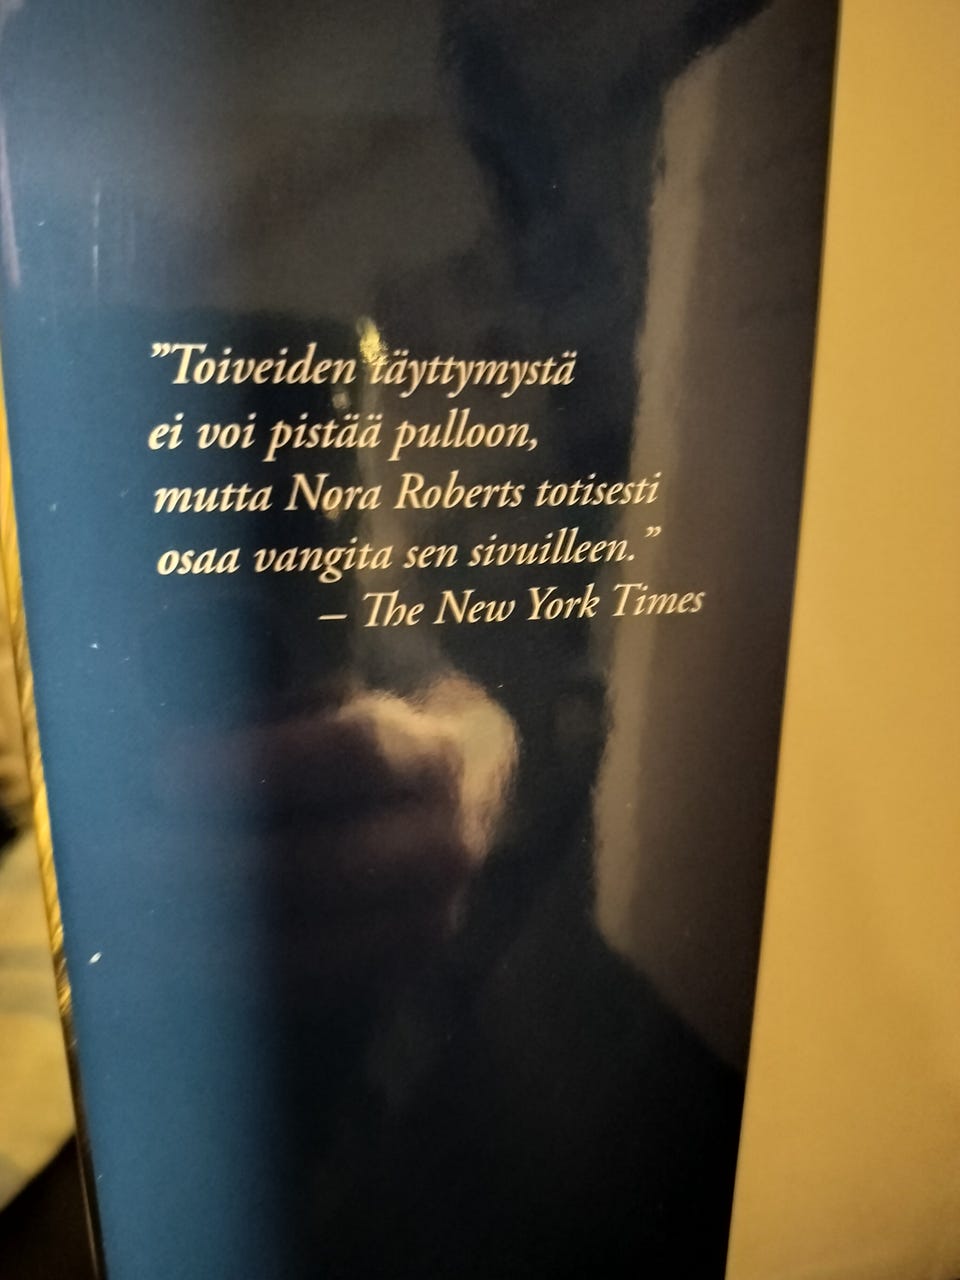 ”Toiveiden täyttymystä
ei voi pistää pulloon,
mutta Nora Roberts totisesti
osaa vangita sen sivuilleen.”
– The New York Times